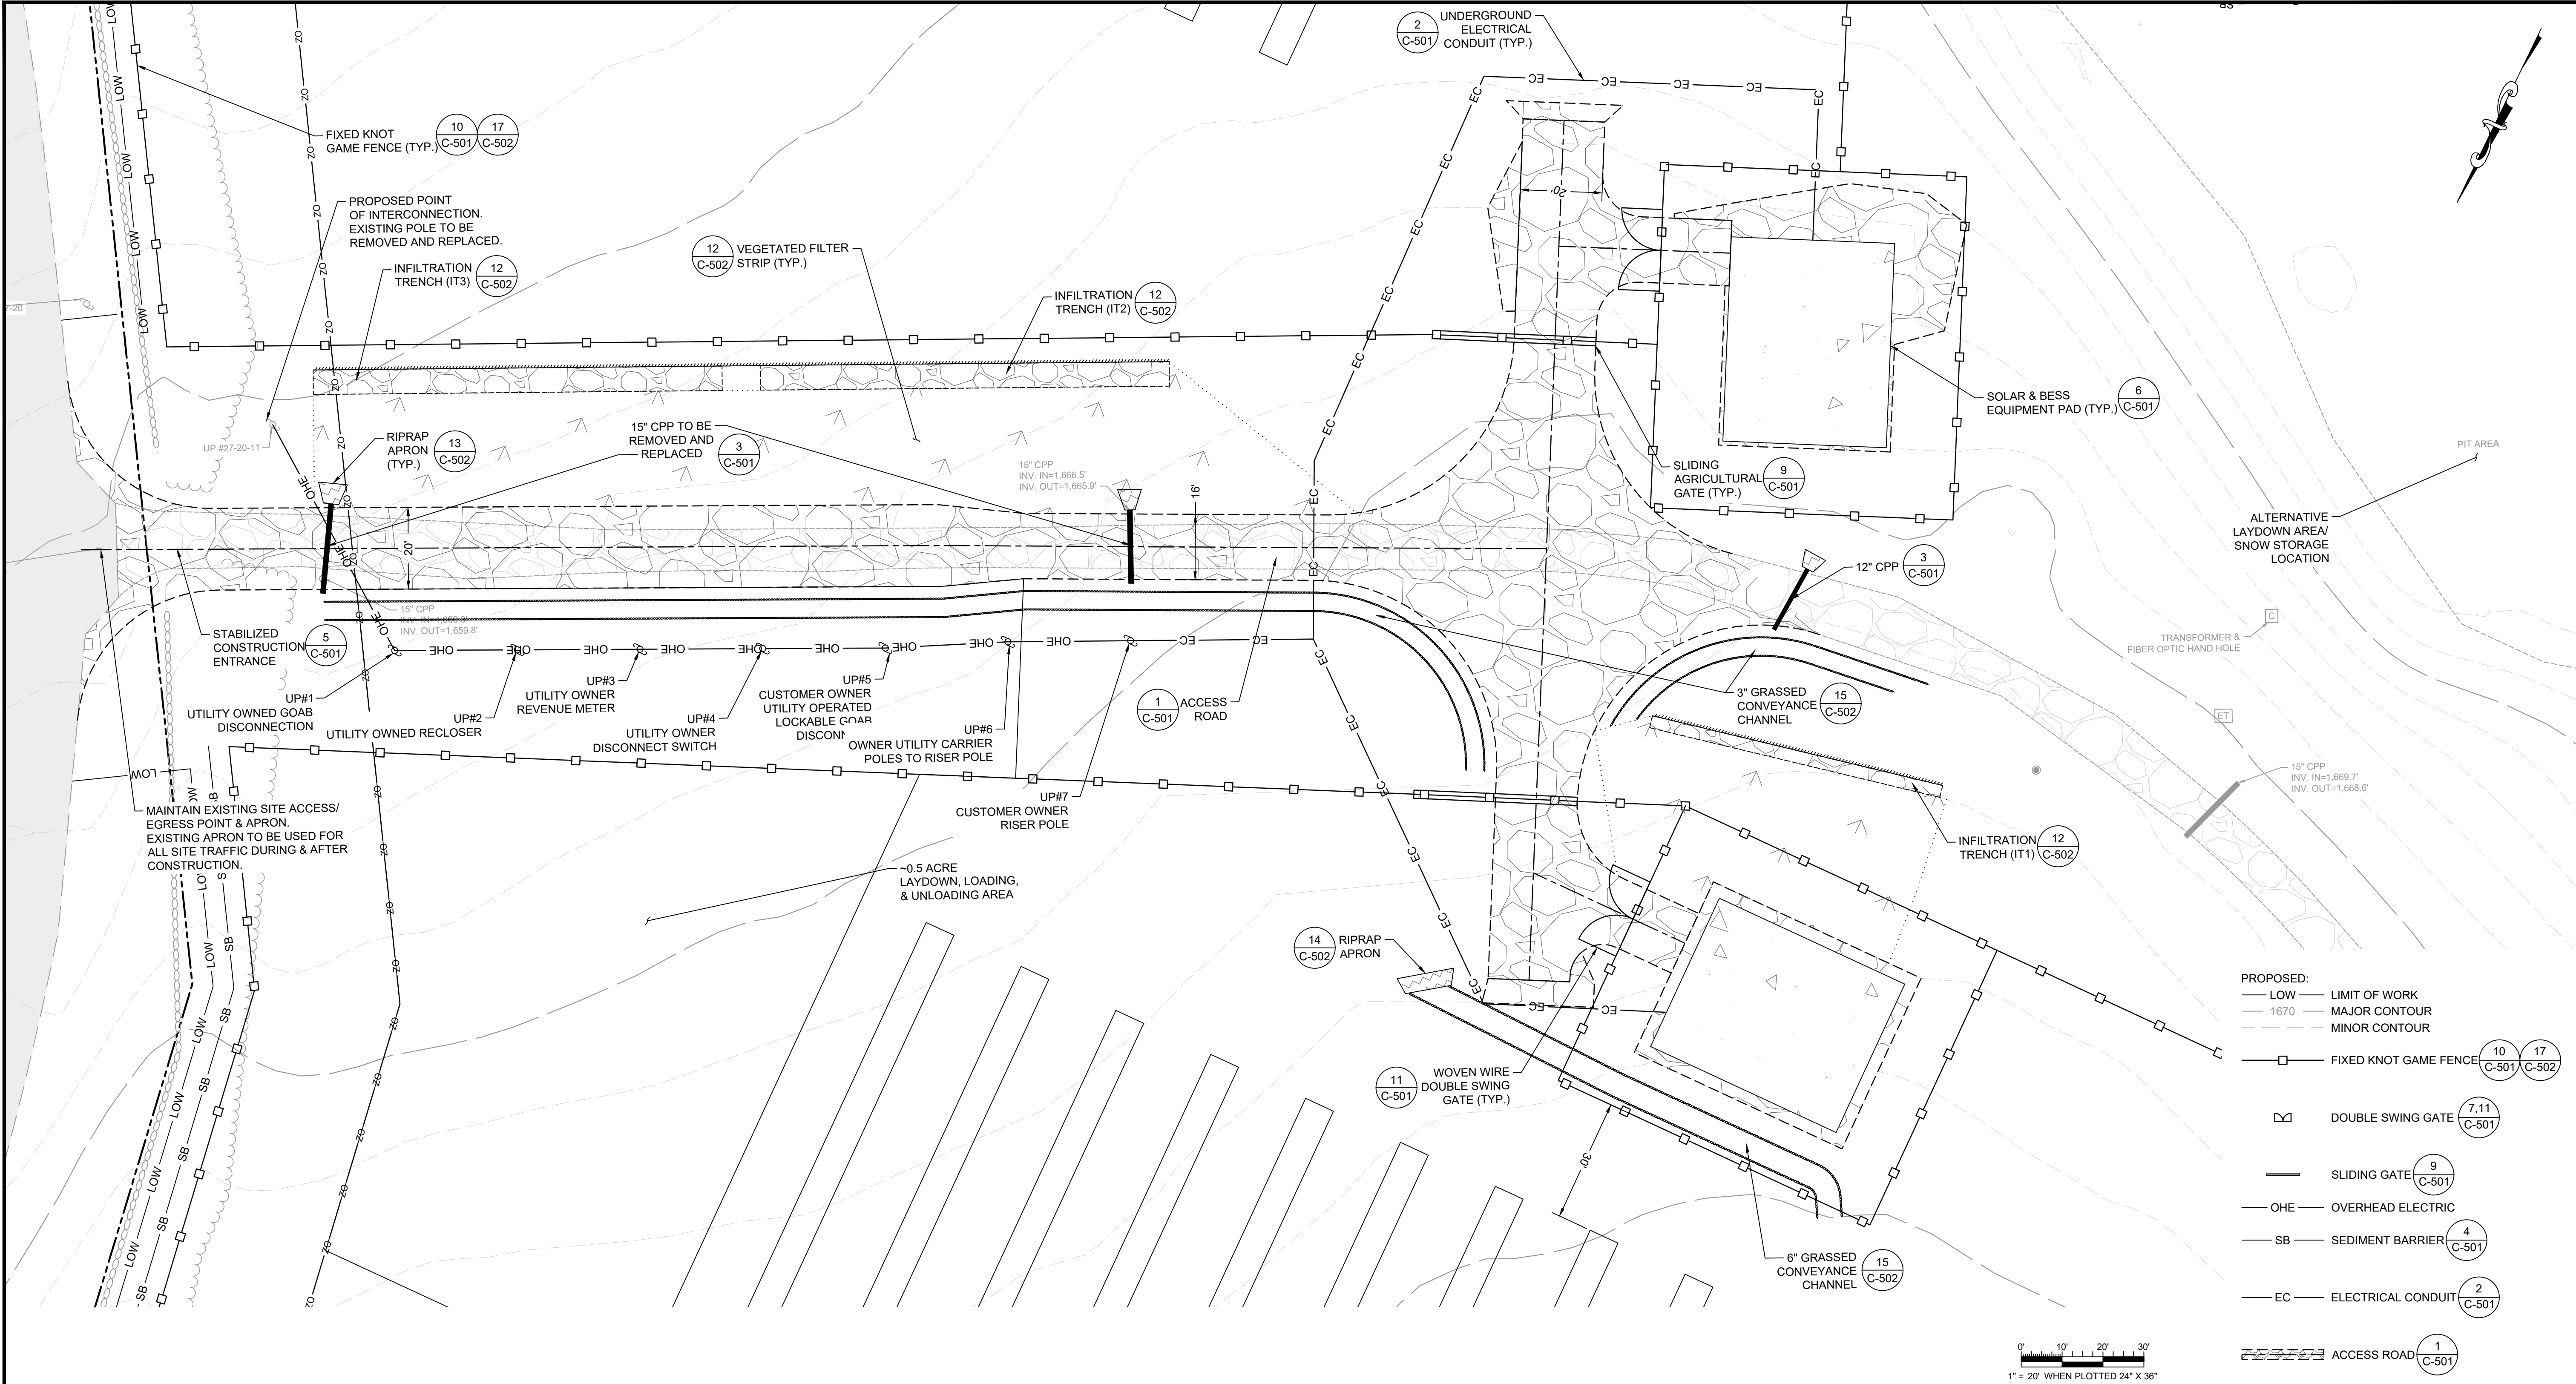 2
C-501
UNDERGROUND
ELECTRICAL
CONDUIT (TYP.)
FIXED KNOT
GAME FENCE (TYP.)
10
C-501
17
C-502
PROPOSED POINT
OF INTERCONNECTION.
EXISTING POLE TO BE
REMOVED AND REPLACED.
INFILTRATION
TRENCH (IT3)
12
C-502
12
C-502
VEGETATED FILTER
STRIP (TYP.)
INFILTRATION
TRENCH (IT2)
12
C-502
20'
7-20
SOLAR & BESS
EQUIPMENT PAD (TYP.)
6
C-501
UP #27-20-11
RIPRAP
APRON
(TYP.)
13
C-502
15" CPP TO BE
REMOVED AND
REPLACED
3
C-501
15" CPP
INV. IN=1,666.5'
INV. OUT=1,665.9'
16'
20'
SLIDING
AGRICULTURAL
GATE (TYP.)
9
C-501
PIT AREA
ALTERNATIVE
LAYDOWN AREA/
SNOW STORAGE
LOCATION
12" CPP
3
C-501
C
TRANSFORMER &
FIBER OPTIC HAND HOLE
ET
15" CPP
INV. OUT=1,659.8'
STABILIZED
CONSTRUCTION
ENTRANCE
5
C-501
UP#1
UTILITY OWNED GOAB
DISCONNECTION
UP#2
UTILITY OWNED RECLOSER
UP#3
UTILITY OWNER
REVENUE METER
UP#4
UTILITY OWNER
DISCONNECT SWITCH
UP#5
CUSTOMER OWNER
UTILITY OPERATED
LOCKABLE GOAB
UP#6
OWNER UTILITY CARRIER
POLES TO RISER POLE
UP#7
CUSTOMER OWNER
RISER POLE
1
C-501
ACCESS
ROAD
3" GRASSED
CONVEYANCE
CHANNEL
15
C-502
15" CPP
INV. IN=1,669.7'
INV. OUT=1,668.6'
MAINTAIN EXISTING SITE ACCESS/
EGRESS POINT & APRON.
EXISTING APRON TO BE USED FOR
ALL SITE TRAFFIC DURING & AFTER
CONSTRUCTION.
~0.5 ACRE
LAYDOWN, LOADING,
& UNLOADING AREA
INFILTRATION
TRENCH (IT1)
12
C-502
14
C-502
RIPRAP
APRON
11
C-501
WOVEN WIRE
DOUBLE SWING
GATE (TYP.)
30'
6" GRASSED
CONVEYANCE
CHANNEL
15
C-502
LOW
SB
OZ
OHE
EC
PROPOSED:
LOW LIMIT OF WORK
1670 MAJOR CONTOUR
MINOR CONTOUR
FIXED KNOT GAME FENCE
10
C-501
17
C-502
DOUBLE SWING GATE
7,11
C-501
SLIDING GATE
9
C-501
OHE OVERHEAD ELECTRIC
SB SEDIMENT BARRIER
4
C-501
EC ELECTRICAL CONDUIT
2
C-501
ACCESS ROAD
1
C-501
0' 10' 20' 30'
1" = 20' WHEN PLOTTED 24" X 36"